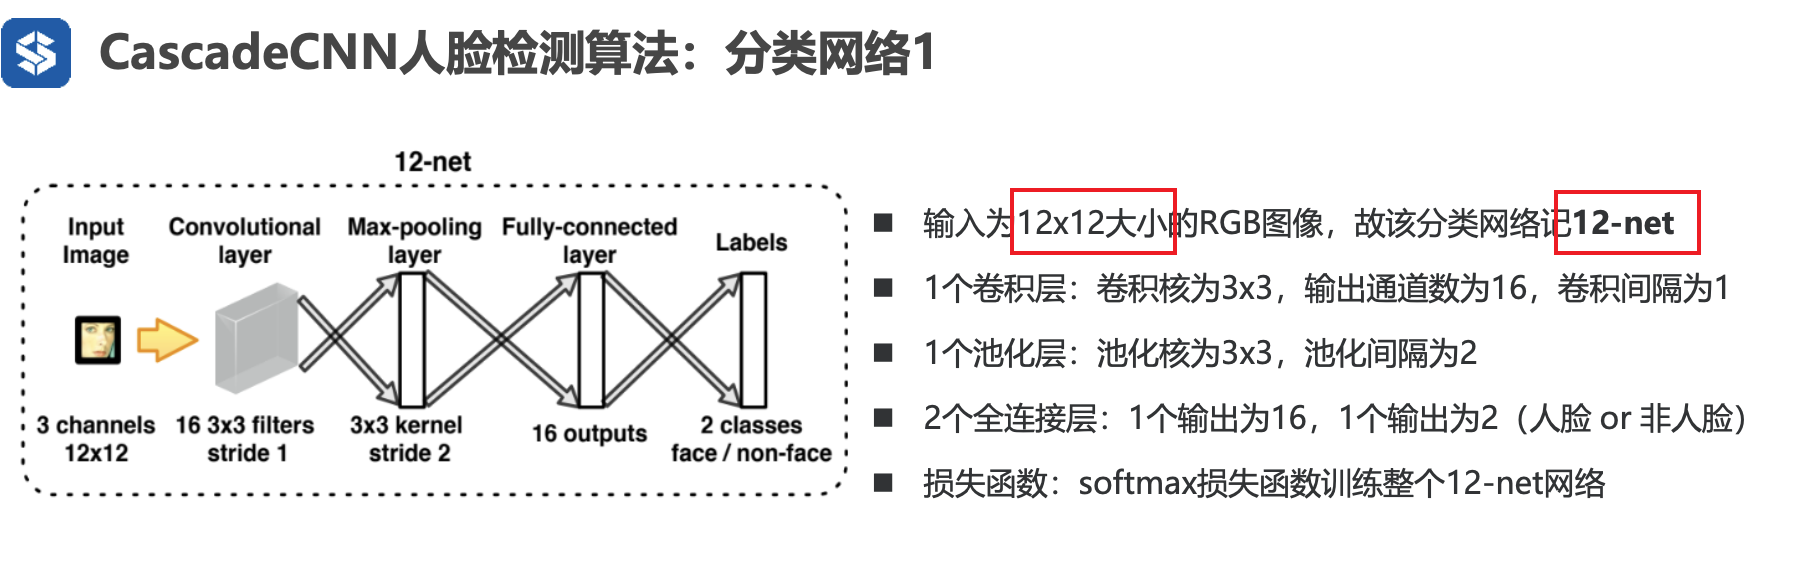 CascadeCNN人脸检测算法：分类网络1
12-net
Input Image
Convolutional layer
Max-pooling layer
Fully-connected layer
Labels
3 channels 12x12
16 3x3 filters stride 1
3x3 kernel stride 2
16 outputs
2 classes face / non-face
输入为12x12大小的RGB图像，故该分类网络记12-net
1个卷积层：卷积核为3x3，输出通道数为16，卷积间隔为1
1个池化层：池化核为3x3，池化间隔为2
2个全连接层：1个输出为16，1个输出为2（人脸 or 非人脸）
损失函数：softmax损失函数训练整个12-net网络